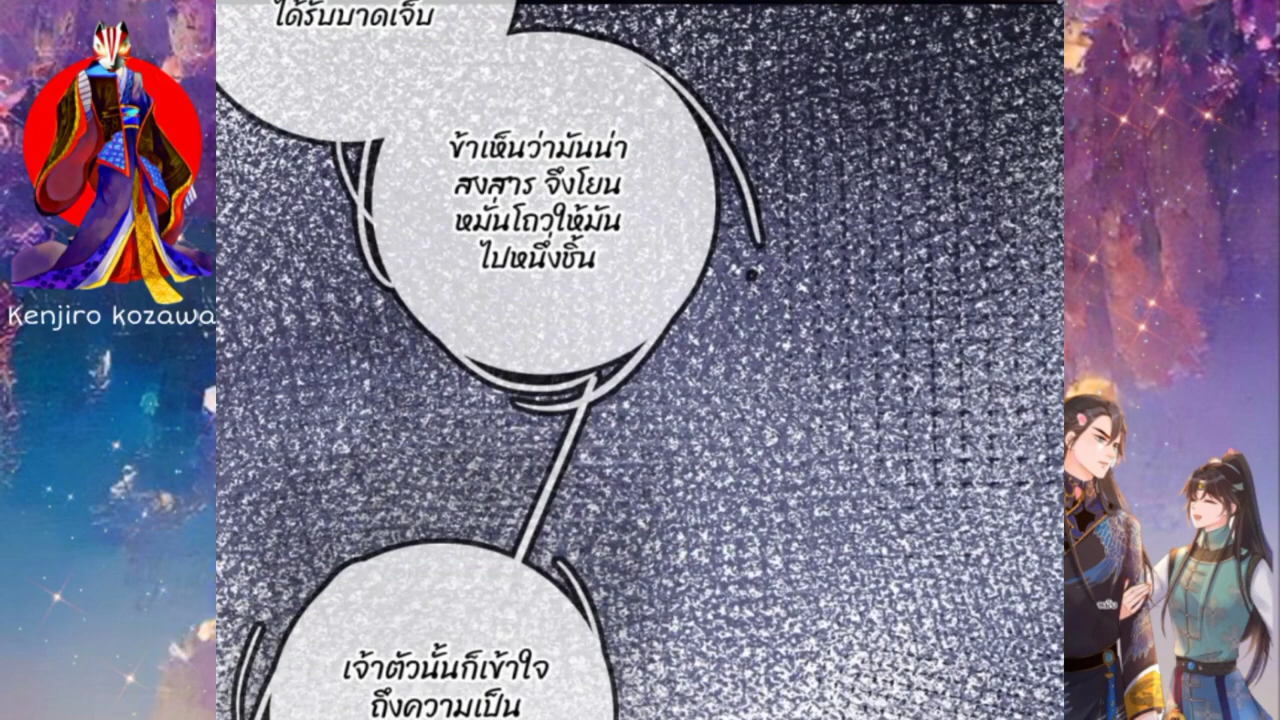 ได้รับบาดเจ็บ
ข้าเห็นว่ามันน่า
สงสาร จึงโยน
หมั่นโถวให้มัน
ไปหนึ่งชิ้น
Kenjiro kozawa
เจ้าตัวนั้นก็เข้าใจ
ถึงความเป็น